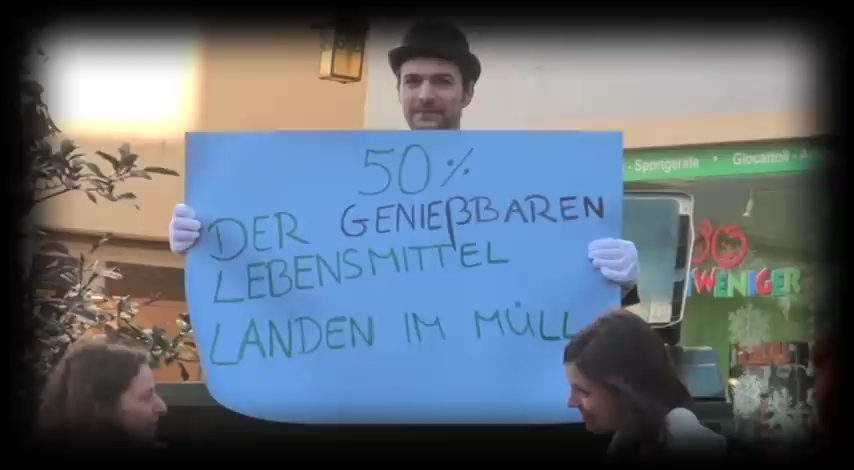 50%
DER GENIEßBAREN
LEBENSMITTEL
LANDEN IM MÜLL
- Sportgeräte • Giocattoli - A
WENIGER